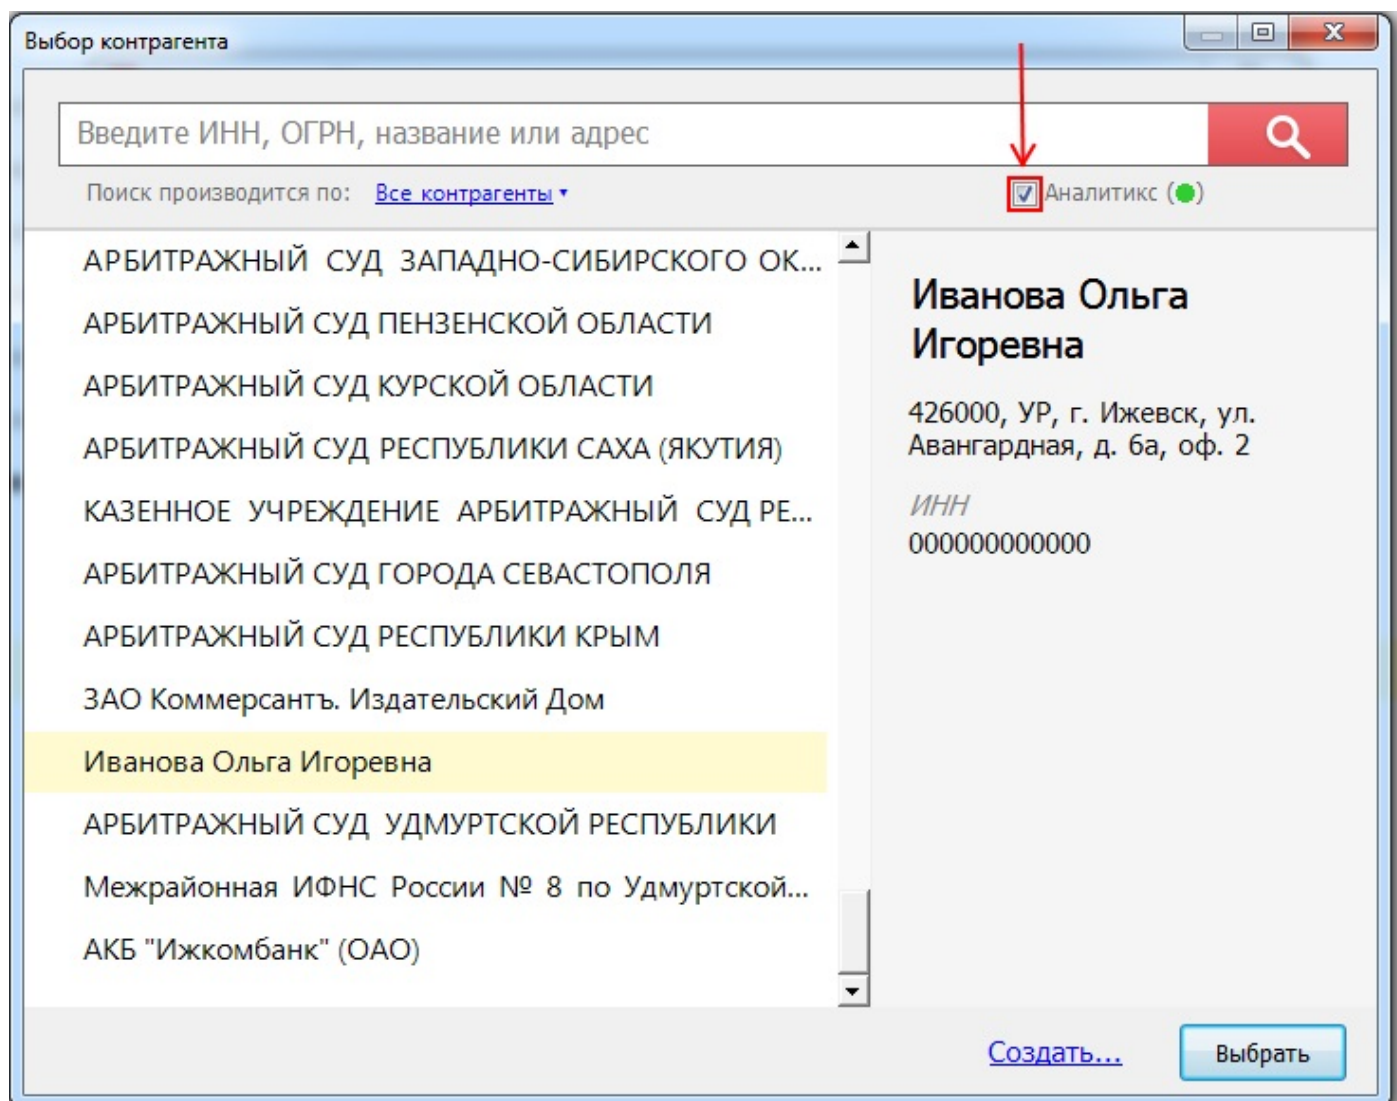 Выбор контрагента
Введите ИНН, ОГРН, название или адрес
Поиск производится по: Все контрагенты
Аналитикс ( )
АРБИТРАЖНЫЙ СУД ЗАПАДНО-СИБИРСКОГО ОК...
АРБИТРАЖНЫЙ СУД ПЕНЗЕНСКОЙ ОБЛАСТИ
АРБИТРАЖНЫЙ СУД КУРСКОЙ ОБЛАСТИ
АРБИТРАЖНЫЙ СУД РЕСПУБЛИКИ САХА (ЯКУТИЯ)
КАЗЕННОЕ УЧРЕЖДЕНИЕ АРБИТРАЖНЫЙ СУД РЕ...
АРБИТРАЖНЫЙ СУД ГОРОДА СЕВАСТОПОЛЯ
АРБИТРАЖНЫЙ СУД РЕСПУБЛИКИ КРЫМ
ЗАО Коммерсантъ. Издательский Дом
Иванова Ольга Игоревна
АРБИТРАЖНЫЙ СУД УДМУРТСКОЙ РЕСПУБЛИКИ
Межрайонная ИФНС России № 8 по Удмуртской...
АКБ "Ижкомбанк" (ОАО)
Иванова Ольга
Игоревна
426000, УР, г. Ижевск, ул.
Авангардная, д. 6а, оф. 2
ИНН
000000000000
Создать...
Выбрать